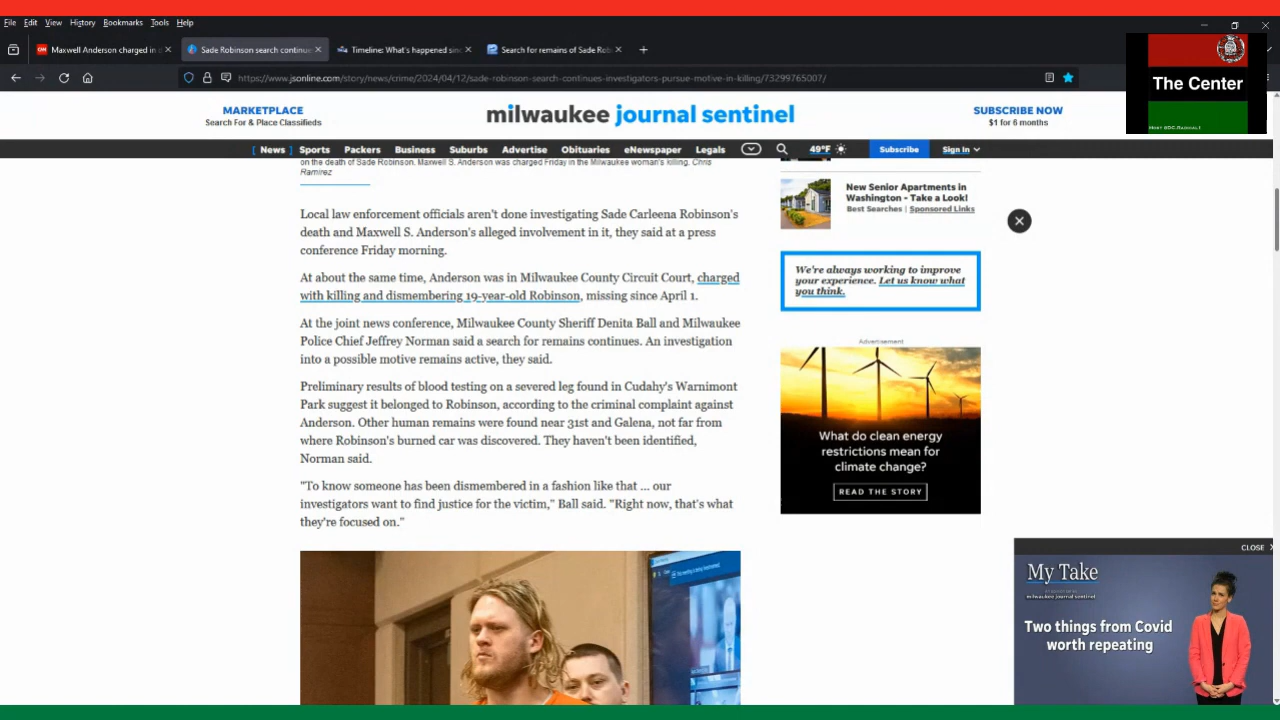 File Edit View History Bookmarks Tools Help
Maxwell Anderson charged in d
Sade Robinson search continue
Timeline: What's happened sinc
Search for remains of Sade Rob
https://www.jsonline.com/story/news/crime/2024/04/12/sade-robinson-search-continues-investigators-pursue-motive-in-killing/73299765007/
The Center
MARKETPLACE
Search For & Place Classifieds
milwaukee journal sentinel
SUBSCRIBE NOW
$1 for 6 months
[ News ] Sports Packers Business Suburbs Advertise Obituaries eNewspaper Legals 49°F Subscribe Sign In
on the death of Sade Robinson. Maxwell S. Anderson was charged Friday in the Milwaukee woman's killing. Chris
Ramirez
Local law enforcement officials aren't done investigating Sade Carleena Robinson's
death and Maxwell S. Anderson's alleged involvement in it, they said at a press
conference Friday morning.
At about the same time, Anderson was in Milwaukee County Circuit Court, charged
with killing and dismembering 19-year-old Robinson, missing since April 1.
At the joint news conference, Milwaukee County Sheriff Denita Ball and Milwaukee
Police Chief Jeffrey Norman said a search for remains continues. An investigation
into a possible motive remains active, they said.
Preliminary results of blood testing on a severed leg found in Cudahy's Warnimont
Park suggest it belonged to Robinson, according to the criminal complaint against
Anderson. Other human remains were found near 31st and Galena, not far from
where Robinson's burned car was discovered. They haven't been identified,
Norman said.
"To know someone has been dismembered in a fashion like that ... our
investigators want to find justice for the victim," Ball said. "Right now, that's what
they're focused on."
New Senior Apartments in
Washington - Take a Look!
Best Searches | Sponsored Links
We're always working to improve
your experience. Let us know what
you think.
Advertisement
What do clean energy
restrictions mean for
climate change?
READ THE STORY
CLOSE X
My Take
milwaukee journal sentinel
Two things from Covid
worth repeating